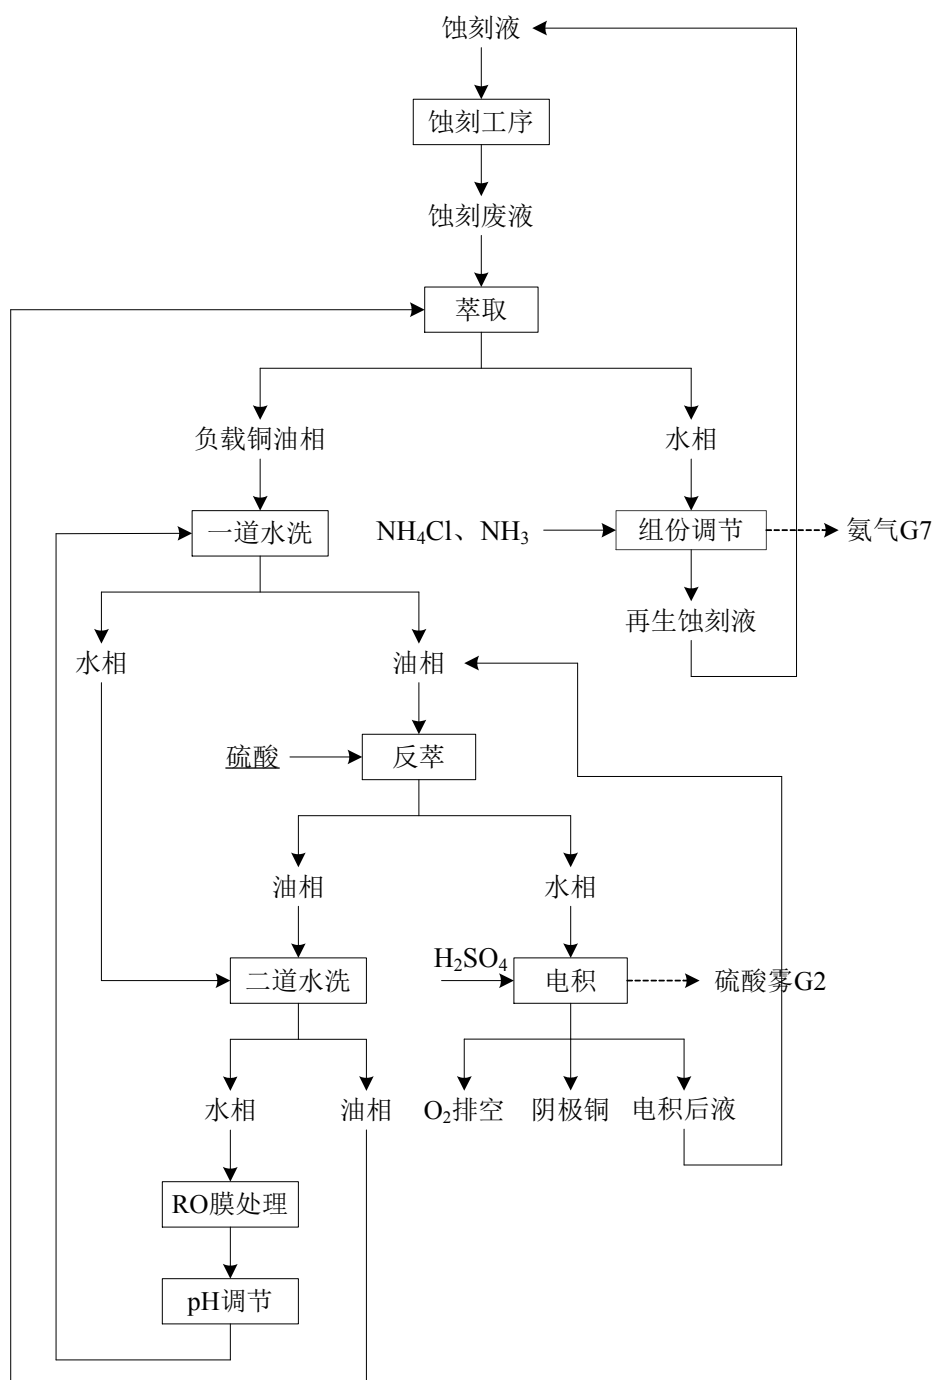 蚀刻液
蚀刻工序
蚀刻废液
萃取
负载铜油相
水相
一道水洗
NH₄Cl、NH₃
组份调节
氨气G7
再生蚀刻液
水相
油相
硫酸
反萃
油相
水相
二道水洗
H₂SO₄
电积
硫酸雾G2
水相
油相
O₂排空
阴极铜
电积后液
RO膜处理
pH调节